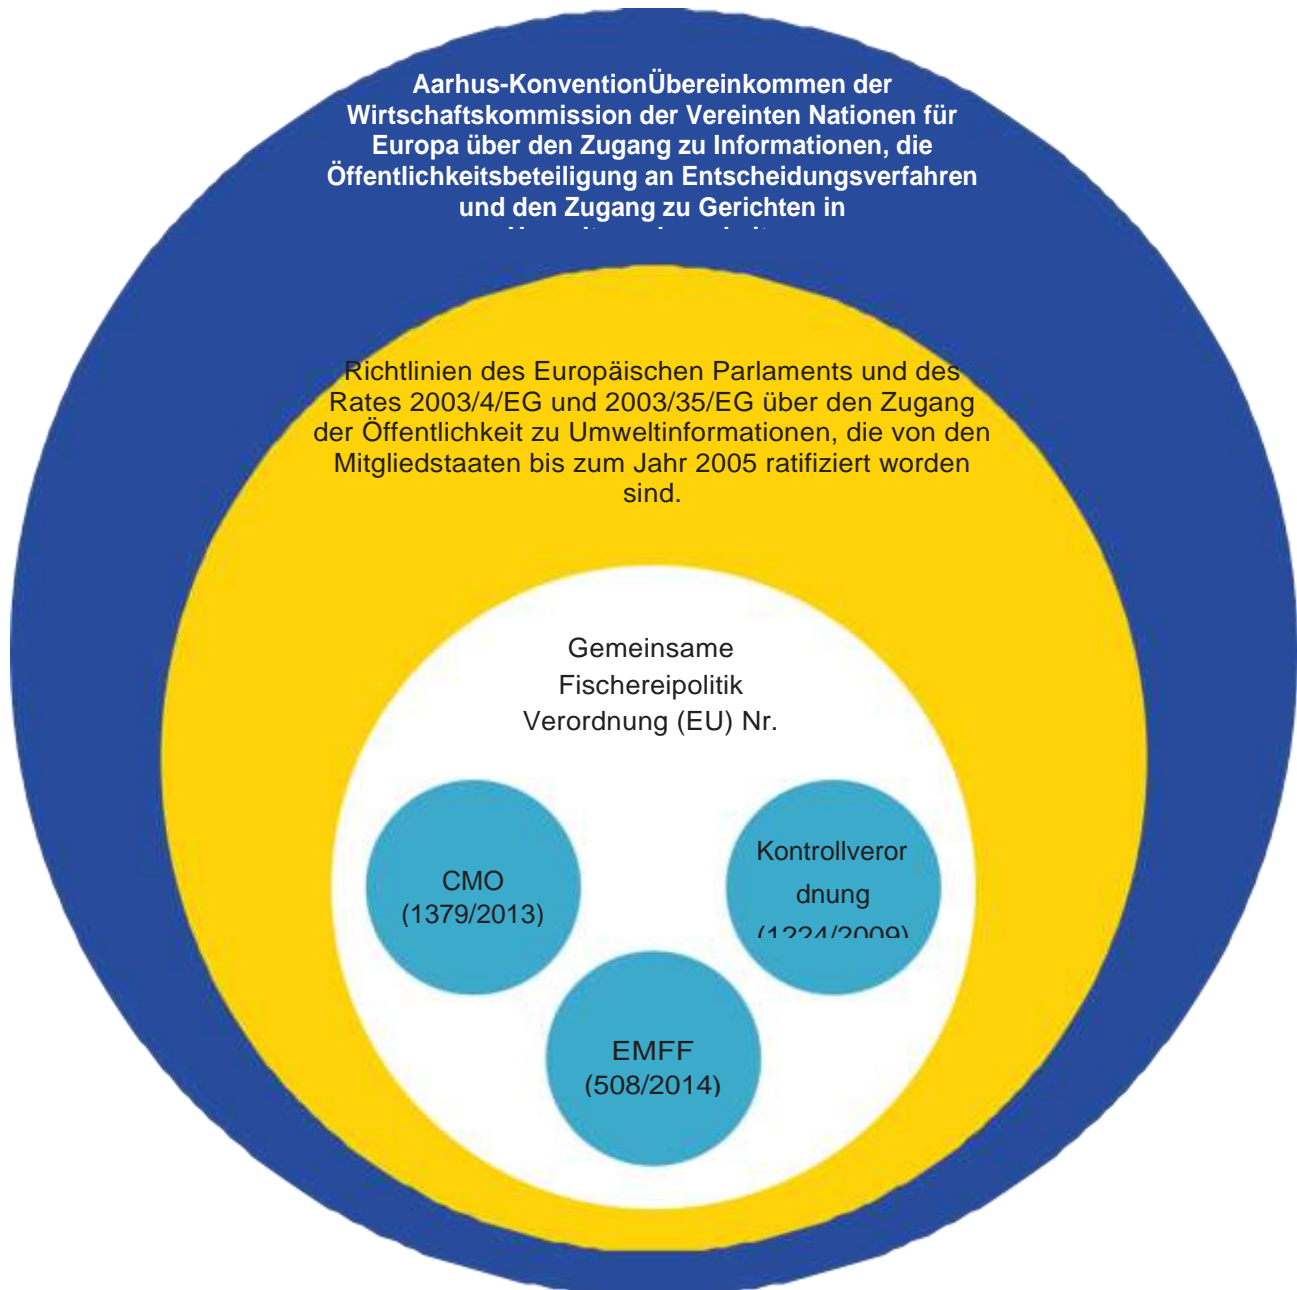 Aarhus-KonventionÜbereinkommen der
Wirtschaftskommission der Vereinten Nationen für
Europa über den Zugang zu Informationen, die
Öffentlichkeitsbeteiligung an Entscheidungsverfahren
und den Zugang zu Gerichten in
Richtlinien des Europäischen Parlaments und des
Rates 2003/4/EG und 2003/35/EG über den Zugang
der Öffentlichkeit zu Umweltinformationen, die von den
Mitgliedstaaten bis zum Jahr 2005 ratifiziert worden
sind.
Gemeinsame
Fischereipolitik
Verordnung (EU) Nr.
CMO
(1379/2013)
Kontrollveror
dnung
(1224/2009)
EMFF
(508/2014)